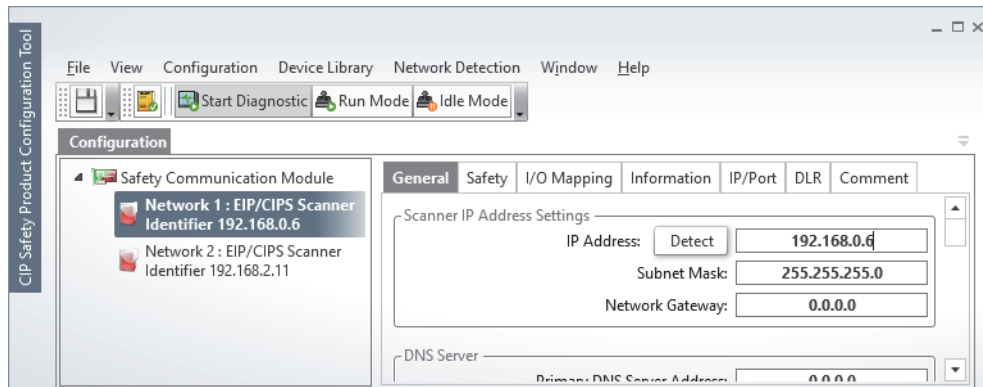 CIP Safety Product Configuration Tool
File View Configuration Device Library Network Detection Window Help
Start Diagnostic Run Mode Idle Mode
Configuration
Safety Communication Module
Network 1 : EIP/CIPS Scanner
Identifier 192.168.0.6
Network 2 : EIP/CIPS Scanner
Identifier 192.168.2.11
General Safety I/O Mapping Information IP/Port DLR Comment
Scanner IP Address Settings
IP Address: Detect 192.168.0.6
Subnet Mask: 255.255.255.0
Network Gateway: 0.0.0.0
DNS Server
Primary DNS Server Address: 0.0.0.0